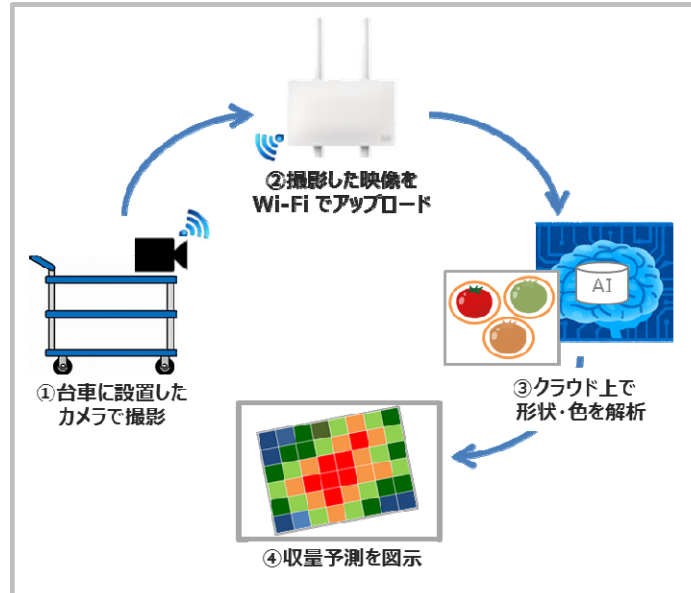 ②撮影した映像を
Wi-Fi でアップロード
AI
①台車に設置した
カメラで撮影
③クラウド上で
形状・色を解析
④収量予測を図示